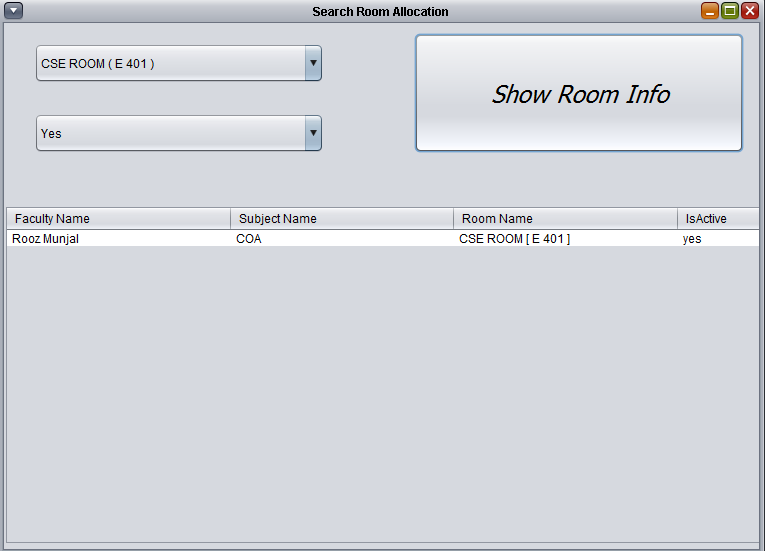 Search Room Allocation
CSE ROOM ( E 401 )
Show Room Info
Yes
Faculty Name Subject Name Room Name IsActive
Rooz Munjal COA CSE ROOM [ E 401 ] yes